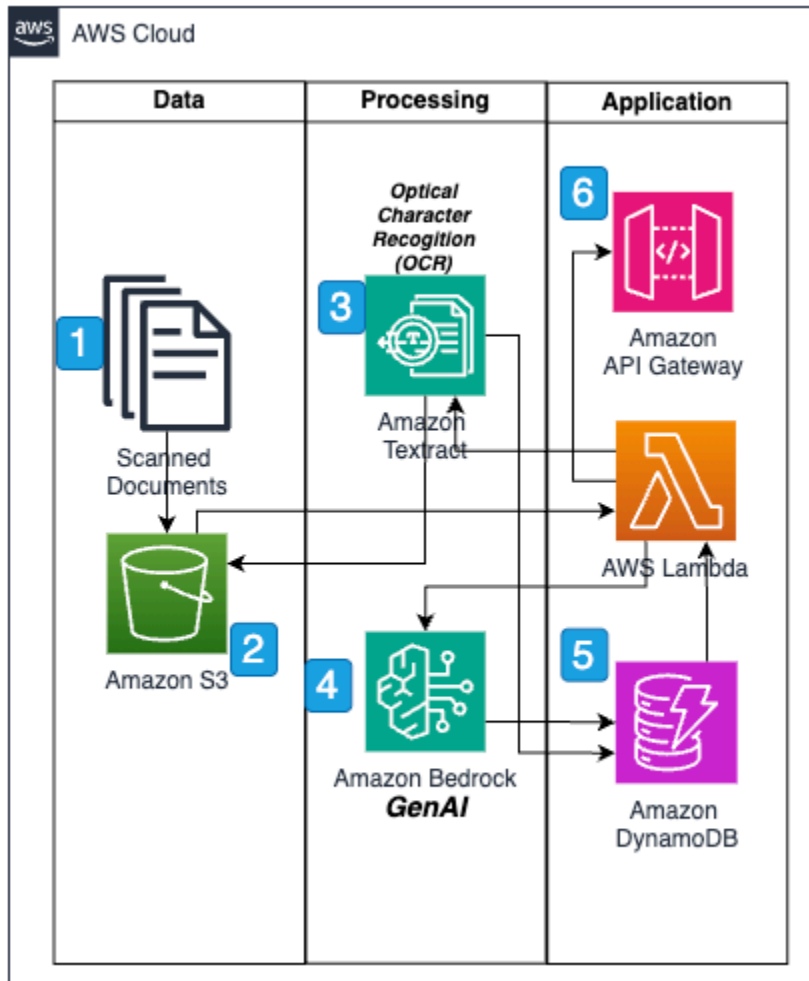 aws
AWS Cloud
Data
Processing
Application
1
Scanned
Documents
2
Amazon S3
Optical
Character
Recogition
(OCR)
3
Amazon
Textract
4
Amazon Bedrock
GenAI
6
</>
Amazon
API Gateway
AWS Lambda
5
Amazon
DynamoDB